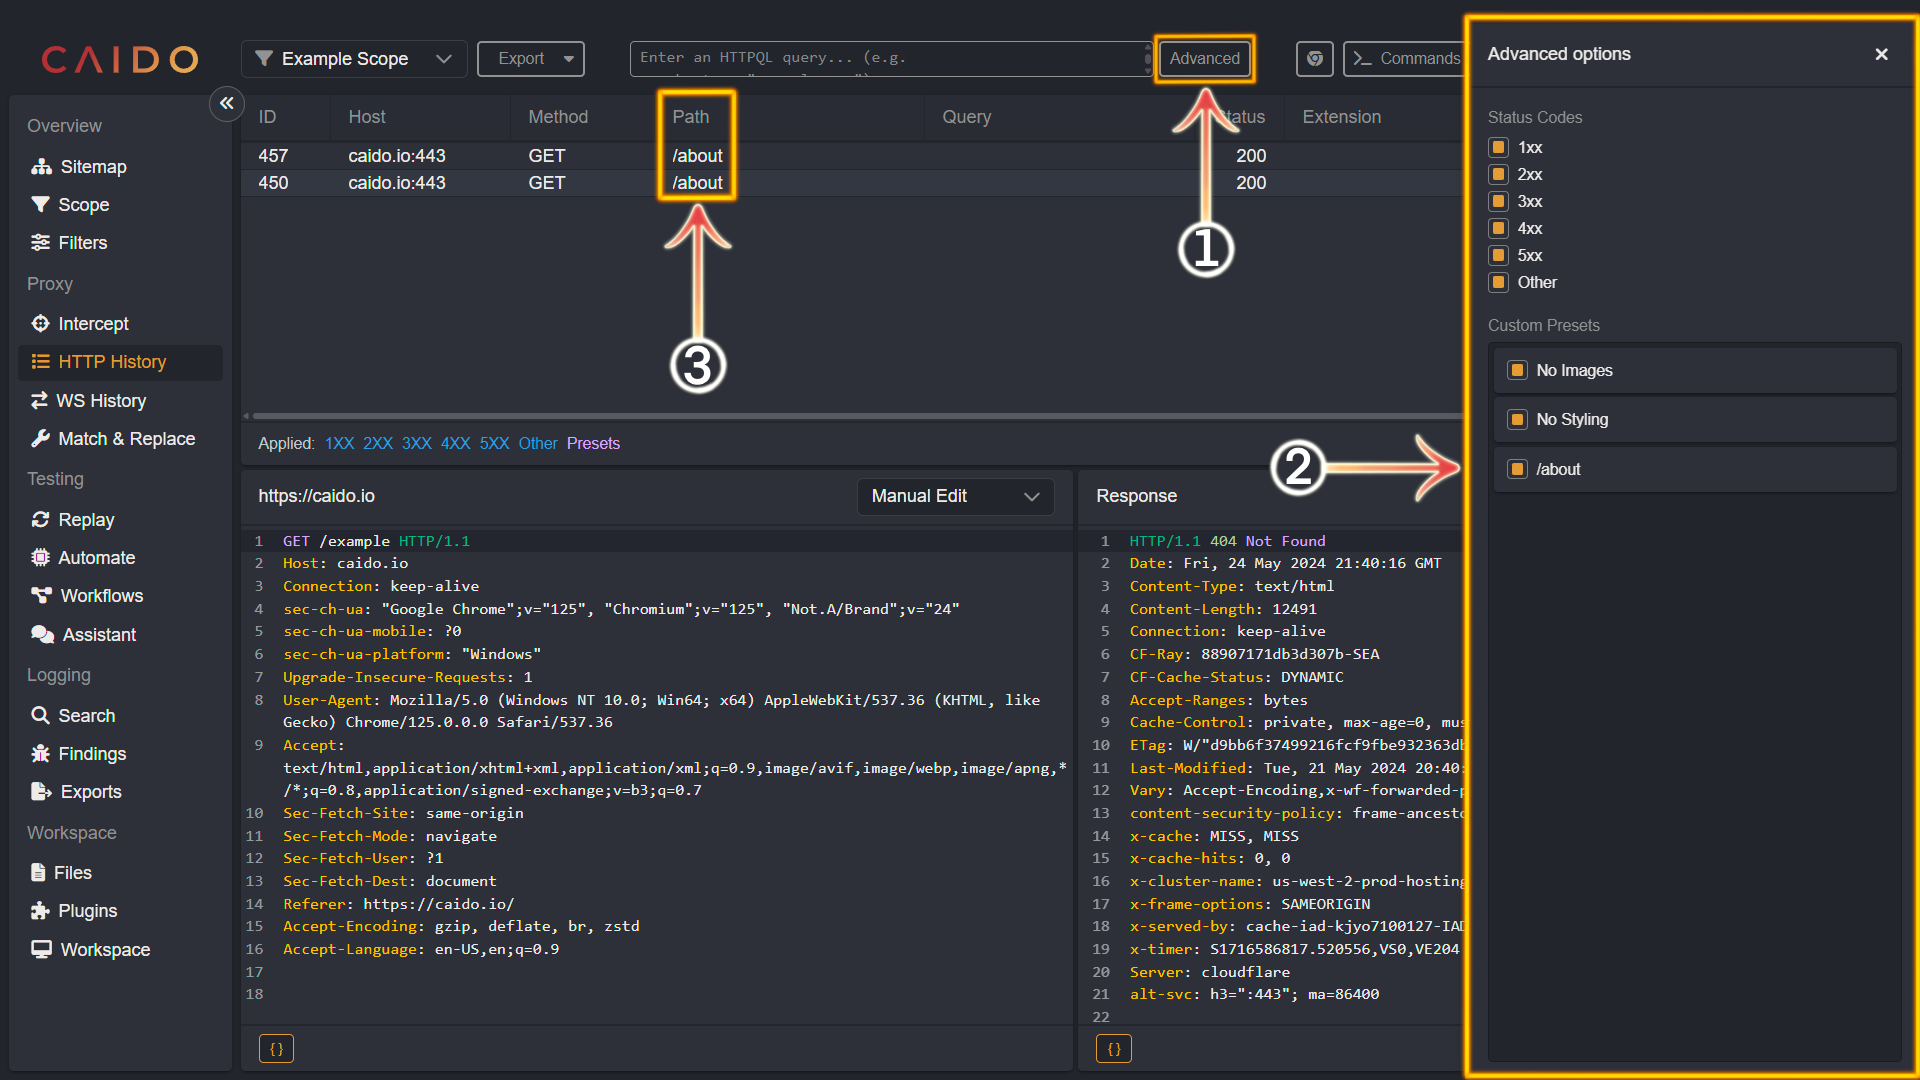 CAIDO
Example Scope
Export
Enter an HTTPQL query... (e.g.
Advanced
Commands
Advanced options
Overview
Sitemap
Scope
Filters
Proxy
Intercept
HTTP History
WS History
Match & Replace
Testing
Replay
Automate
Workflows
Assistant
Logging
Search
Findings
Exports
Workspace
Files
Plugins
Workspace
ID Host Method Path Query tatus Extension
457 caido.io:443 GET /about 200
450 caido.io:443 GET /about 200
1
3
2
Applied: 1XX 2XX 3XX 4XX 5XX Other Presets
https://caido.io
Manual Edit
1 GET /example HTTP/1.1
2 Host: caido.io
3 Connection: keep-alive
4 sec-ch-ua: "Google Chrome";v="125", "Chromium";v="125", "Not.A/Brand";v="24"
5 sec-ch-ua-mobile: ?0
6 sec-ch-ua-platform: "Windows"
7 Upgrade-Insecure-Requests: 1
8 User-Agent: Mozilla/5.0 (Windows NT 10.0; Win64; x64) AppleWebKit/537.36 (KHTML, like
Gecko) Chrome/125.0.0.0 Safari/537.36
9 Accept:
text/html,application/xhtml+xml,application/xml;q=0.9,image/avif,image/webp,image/apng,*
/*;q=0.8,application/signed-exchange;v=b3;q=0.7
10 Sec-Fetch-Site: same-origin
11 Sec-Fetch-Mode: navigate
12 Sec-Fetch-User: ?1
13 Sec-Fetch-Dest: document
14 Referer: https://caido.io/
15 Accept-Encoding: gzip, deflate, br, zstd
16 Accept-Language: en-US,en;q=0.9
17
18
{}
Response
1 HTTP/1.1 404 Not Found
2 Date: Fri, 24 May 2024 21:40:16 GMT
3 Content-Type: text/html
4 Content-Length: 12491
5 Connection: keep-alive
6 CF-Ray: 88907171db3d307b-SEA
7 CF-Cache-Status: DYNAMIC
8 Accept-Ranges: bytes
9 Cache-Control: private, max-age=0, mus
10 ETag: W/"d9bb6f37499216fcf9fbe932363db
11 Last-Modified: Tue, 21 May 2024 20:40:
12 Vary: Accept-Encoding,x-wf-forwarded-p
13 content-security-policy: frame-ancesto
14 x-cache: MISS, MISS
15 x-cache-hits: 0, 0
16 x-cluster-name: us-west-2-prod-hosting
17 x-frame-options: SAMEORIGIN
18 x-served-by: cache-iad-kjyo7100127-IAD
19 x-timer: S1716586817.520556,VS0,VE204
20 Server: cloudflare
21 alt-svc: h3=":443"; ma=86400
22
{}
Status Codes
1xx
2xx
3xx
4xx
5xx
Other
Custom Presets
No Images
No Styling
/about